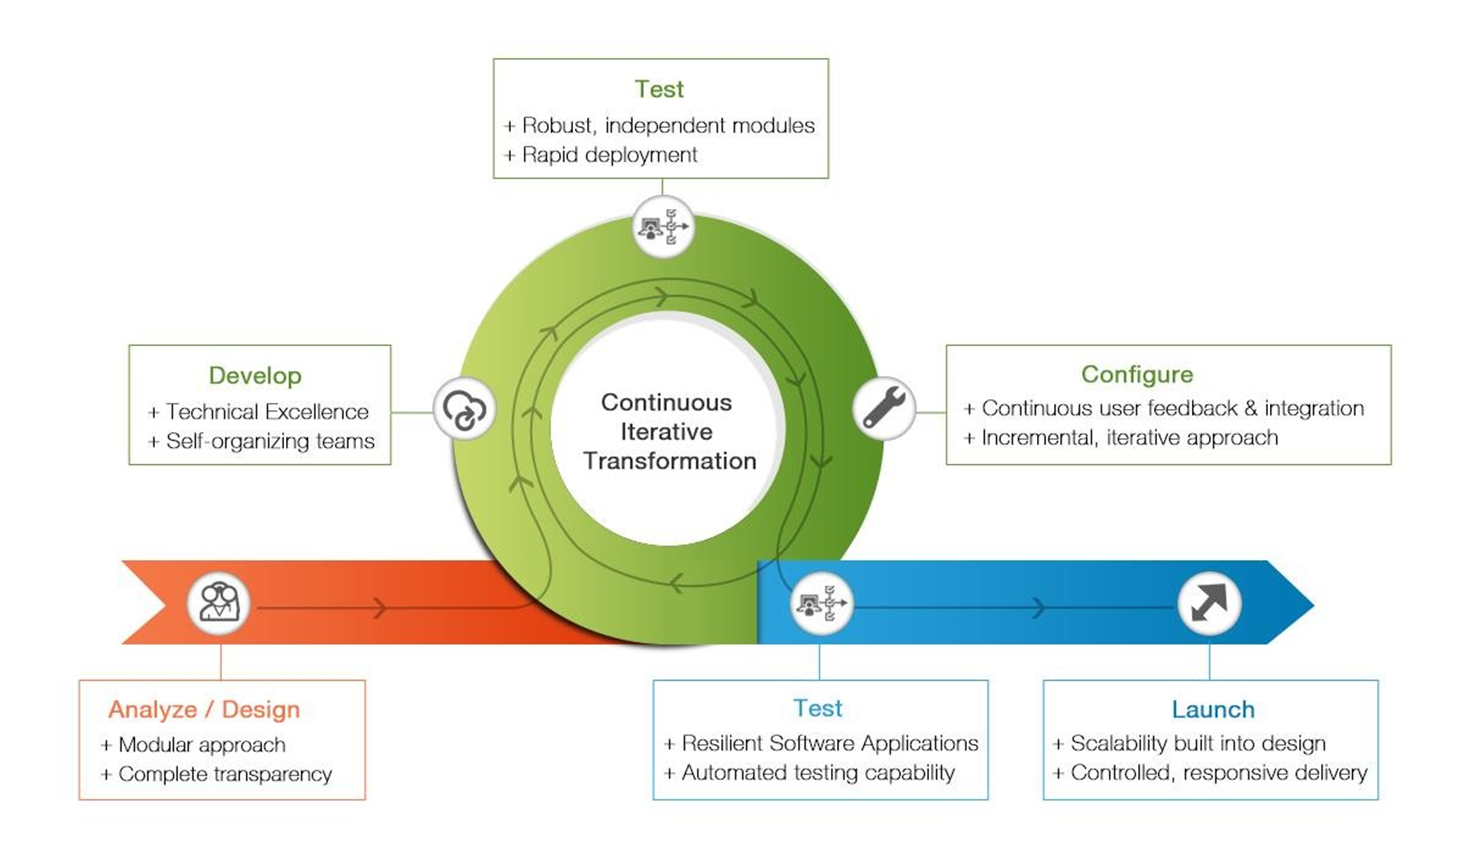 Test
+ Robust, independent modules
+ Rapid deployment
Develop
+ Technical Excellence
+ Self-organizing teams
Continuous
Iterative
Transformation
Configure
+ Continuous user feedback & integration
+ Incremental, iterative approach
Analyze / Design
+ Modular approach
+ Complete transparency
Test
+ Resilient Software Applications
+ Automated testing capability
Launch
+ Scalability built into design
+ Controlled, responsive delivery